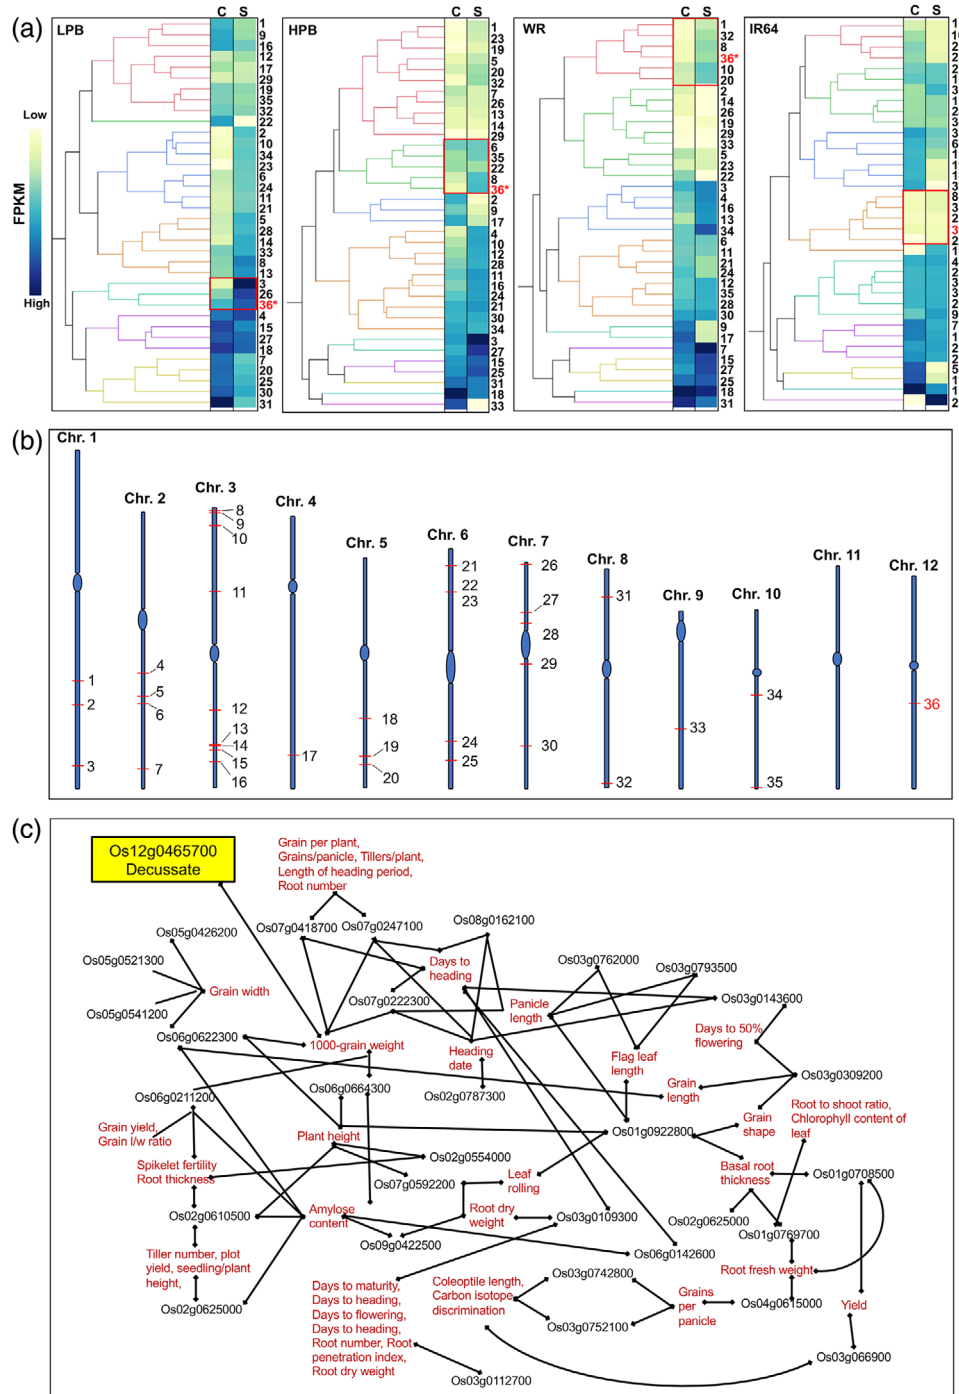 (a)
LPB
C S
HPB
C S
WR
C S
IR64
C S
Low
FPKM
High
1
9
16
12
17
29
19
35
32
22
2
10
34
23
6
24
11
21
5
28
14
33
8
13
3
26
36*
4
15
27
18
7
20
25
30
31
1
23
19
5
20
32
7
26
13
14
29
6
35
22
8
36*
2
9
17
4
10
12
28
11
16
24
21
30
34
3
27
15
25
31
18
33
1
32
8
36*
10
20
2
14
26
19
29
33
5
23
22
3
4
16
13
34
6
11
21
24
12
35
28
30
9
17
7
15
27
25
18
31
(b)
Chr. 1
Chr. 2
Chr. 3
Chr. 4
Chr. 5
Chr. 6
Chr. 7
Chr. 8
Chr. 9
Chr. 10
Chr. 11
Chr. 12
1
2
3
4
5
6
7
8
9
10
11
12
13
14
15
16
17
18
19
20
21
22
23
24
25
26
27
28
29
30
31
32
33
34
35
36
(c)
Os12g0465700
Decussate
Grain per plant,
Grains/panicle, Tillers/plant,
Length of heading period,
Root number
Os05g0426200
Os07g0418700 Os07g0247100
Os08g0162100
Os05g0521300
Days to
heading
Os03g0762000
Os03g0793500
Grain width
Os07g0222300
Panicle
length
Os03g0143600
Os05g0541200
Os06g0622300
1000-grain weight
Heading
date
Flag leaf
length
Days to 50%
flowering
Os06g0211200
Os06g0664300
Os02g0787300
Grain
length
Os03g0309200
Root to shoot ratio,
Chlorophyll content of
leaf
Grain
shape
Grain yield,
Grain l/w ratio
Plant height
Os01g0922800
Spikelet fertility
Root thickness
Os02g0554000
Os07g0592200
Leaf
rolling
Basal root
thickness
Os01g0708500
Os02g0610500
Amylose
content
Root dry
weight
Os03g0109300
Os02g0625000
Os01g0769700
Os09g0422500
Os06g0142600
Tiller number, plot
yield, seedling/plant
height,
Root fresh weight
Os02g0625000
Days to maturity,
Days to heading,
Days to flowering,
Days to heading,
Root number, Root
penetration index,
Root dry weight
Coleoptile length,
Carbon isotope
discrimination
Os03g0742800
Os03g0752100
Grains
per
panicle
Os04g0615000
Yield
Os03g066900
Os03g0112700